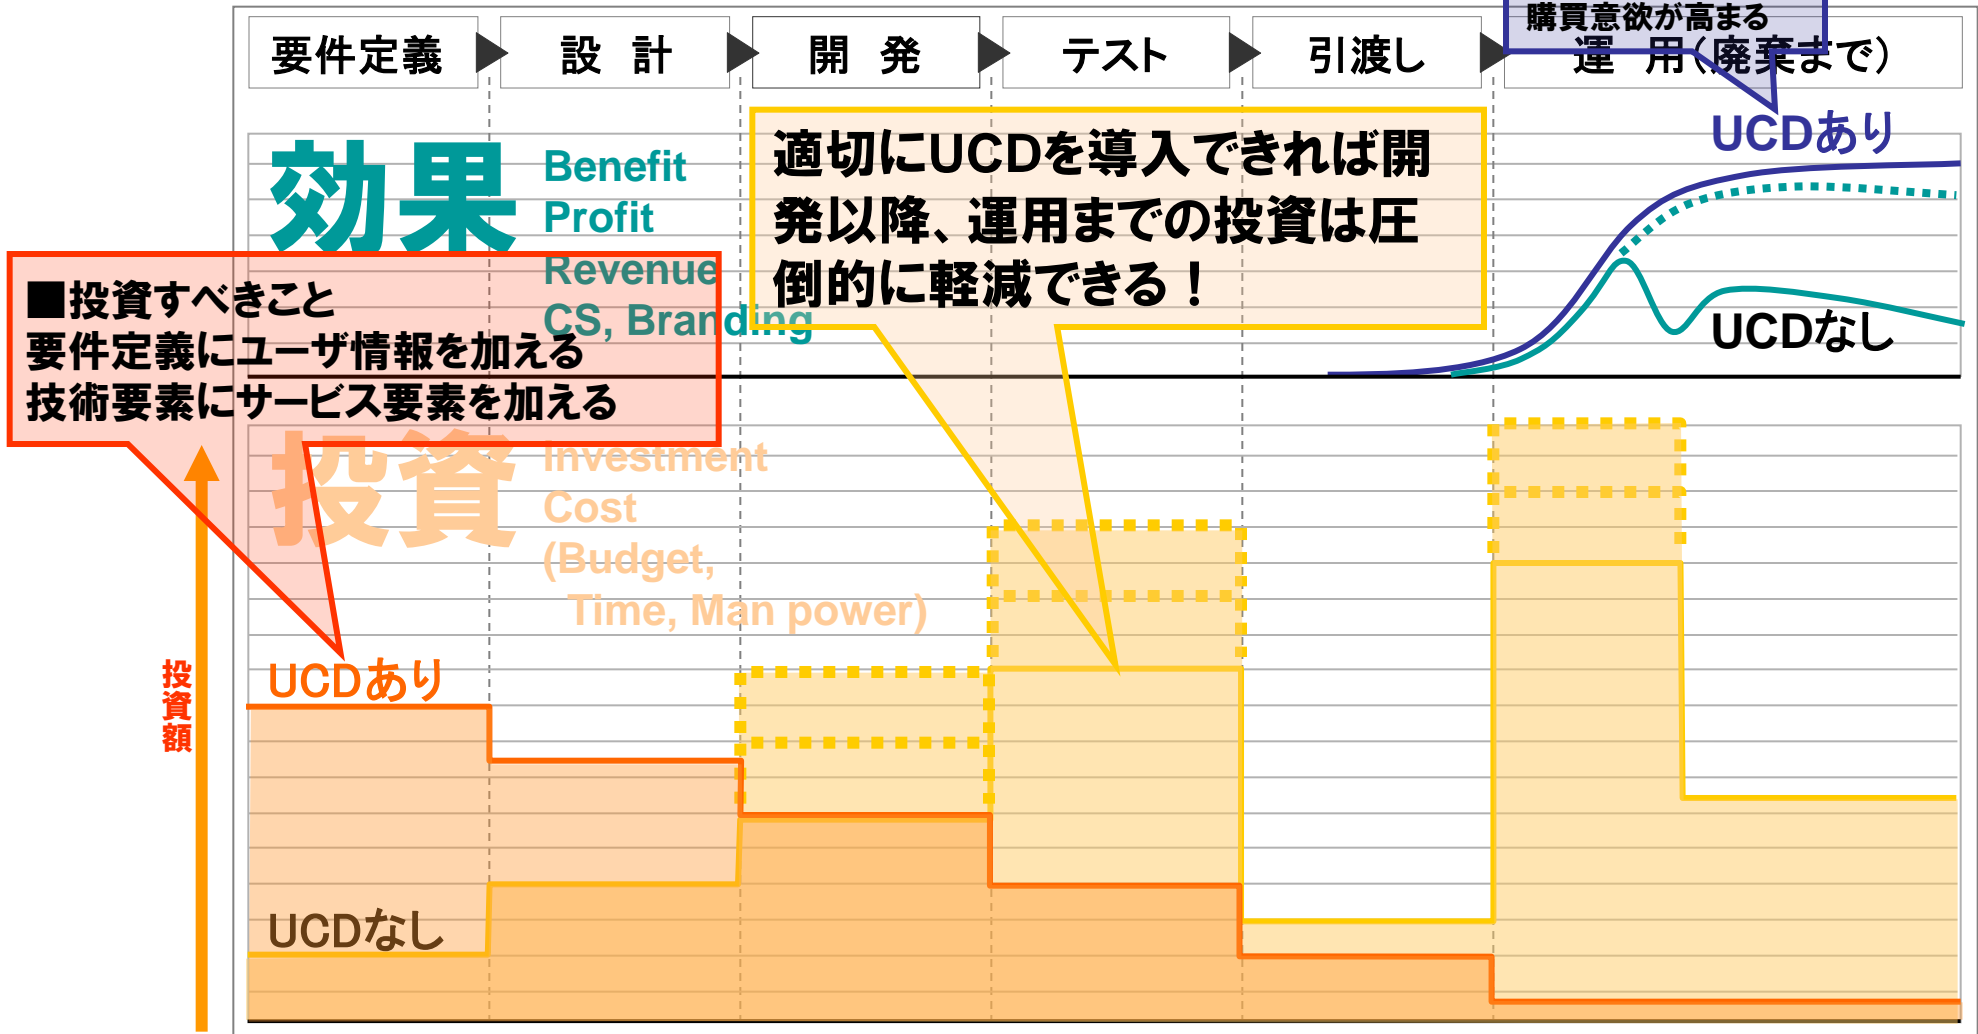 購買意欲が高まる
要件定義
設 計
開 発
テスト
引渡し
運 用(廃棄まで)
効果
Benefit
Profit
Revenue
CS, Branding
適切にUCDを導入できれば開
発以降、運用までの投資は圧
倒的に軽減できる!
UCDあり
UCDなし
■投資すべきこと
要件定義にユーザ情報を加える
技術要素にサービス要素を加える
投資
Investment
Cost
(Budget,
Time, Man power)
投資額
UCDあり
UCDなし